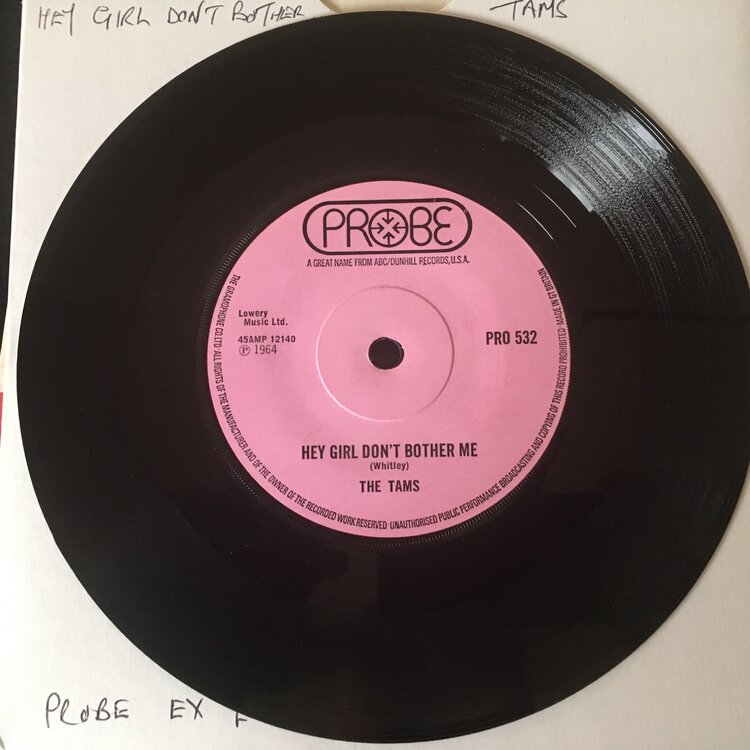 HEY GIRL DON'T BOTHER TAMS
PROBE
A GREAT NAME FROM ABC/DUNHILL RECORDS, U.S.A.
THE GRAMOPHONE CO. LTD · ALL RIGHTS OF THE MANUFACTURER AND OF THE OWNER OF THE RECORDED WORK RESERVED · UNAUTHORISED PUBLIC PERFORMANCE BROADCASTING AND COPYING OF THIS RECORD PROHIBITED · MADE IN GT BRITAIN
Lowery
Music Ltd.
45AMP 12140
℗ 1964
PRO 532
HEY GIRL DON'T BOTHER ME
(Whitley)
THE TAMS
PROBE EX